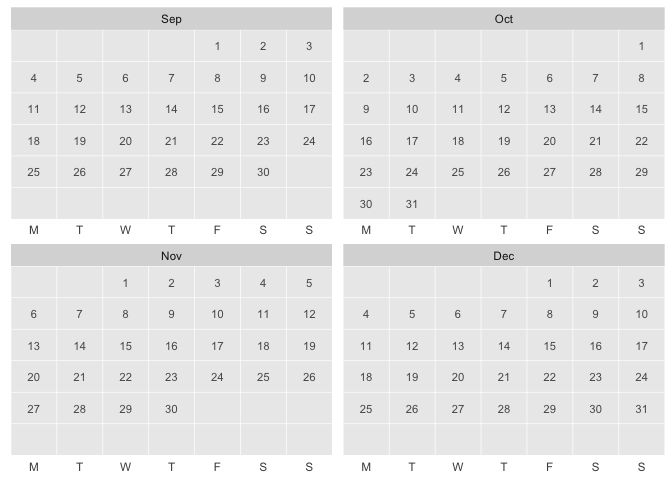 Sep
1 2 3
4 5 6 7 8 9 10
11 12 13 14 15 16 17
18 19 20 21 22 23 24
25 26 27 28 29 30
M T W T F S S
Oct
1
2 3 4 5 6 7 8
9 10 11 12 13 14 15
16 17 18 19 20 21 22
23 24 25 26 27 28 29
30 31
M T W T F S S
Nov
1 2 3 4 5
6 7 8 9 10 11 12
13 14 15 16 17 18 19
20 21 22 23 24 25 26
27 28 29 30
M T W T F S S
Dec
1 2 3
4 5 6 7 8 9 10
11 12 13 14 15 16 17
18 19 20 21 22 23 24
25 26 27 28 29 30 31
M T W T F S S